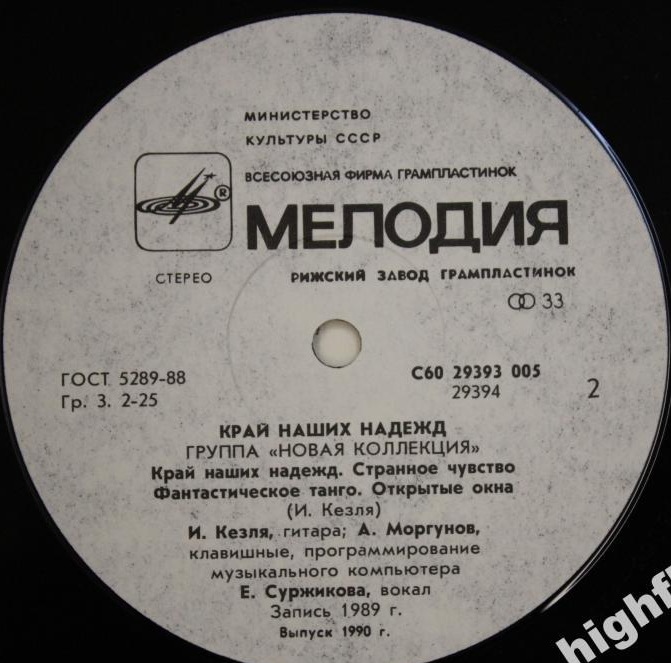 МИНИСТЕРСТВО
КУЛЬТУРЫ СССР
ВСЕСОЮЗНАЯ ФИРМА ГРАМПЛАСТИНОК
®
МЕЛОДИЯ
СТЕРЕО
РИЖСКИЙ ЗАВОД ГРАМПЛАСТИНОК
33
ГОСТ 5289-88
Гр. 3. 2-25
С60 29393 005
29394
2
КРАЙ НАШИХ НАДЕЖД
ГРУППА «НОВАЯ КОЛЛЕКЦИЯ»
Край наших надежд. Странное чувство
Фантастическое танго. Открытые окна
(И. Кезля)
И. Кезля, гитара; А. Моргунов,
клавишные, программирование
музыкального компьютера
Е. Суржикова, вокал
Запись 1989 г.
Выпуск 1990 г.